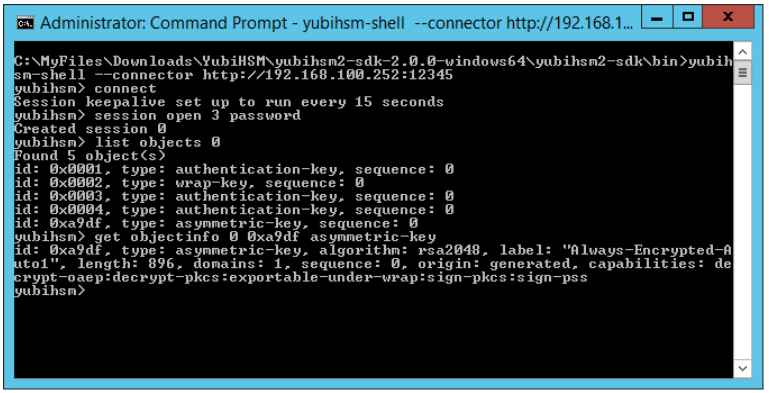 Administrator: Command Prompt - yubihsm-shell --connector http://192.168.1...
C:\MyFiles\Downloads\YubiHSM\yubihsm2-sdk-2.0.0-windows64\yubihsm2-sdk\bin>yubih
sm-shell --connector http://192.168.100.252:12345
yubihsm> connect
Session keepalive set up to run every 15 seconds
yubihsm> session open 3 password
Created session 0
yubihsm> list objects 0
Found 5 object(s)
id: 0x0001, type: authentication-key, sequence: 0
id: 0x0002, type: wrap-key, sequence: 0
id: 0x0003, type: authentication-key, sequence: 0
id: 0x0004, type: authentication-key, sequence: 0
id: 0xa9df, type: asymmetric-key, sequence: 0
yubihsm> get objectinfo 0 0xa9df asymmetric-key
id: 0xa9df, type: asymmetric-key, algorithm: rsa2048, label: "Always-Encrypted-A
uto1", length: 896, domains: 1, sequence: 0, origin: generated, capabilities: de
crypt-oaep:decrypt-pkcs:exportable-under-wrap:sign-pkcs:sign-pss
yubihsm>